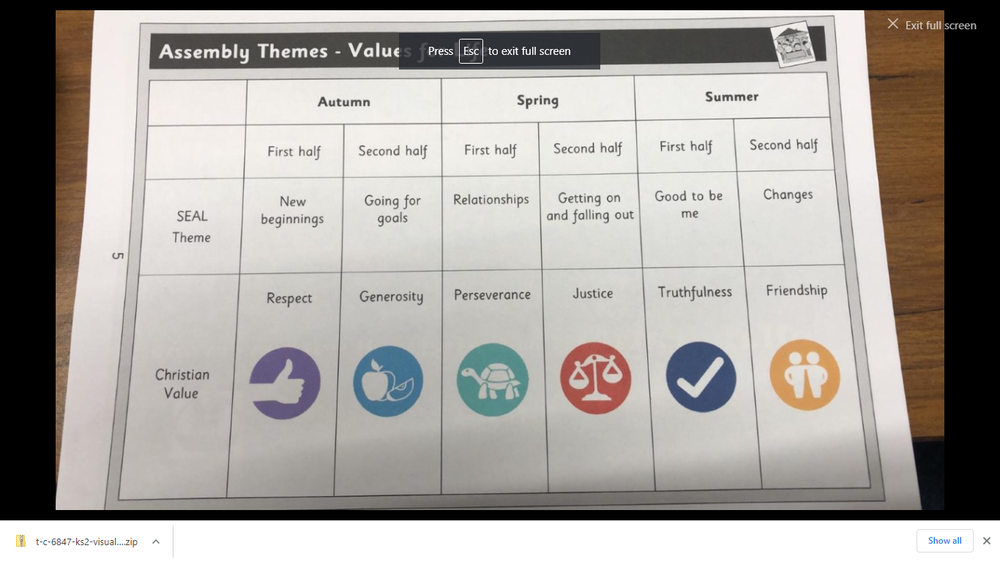 Assembly Themes - Values for Life
Press Esc to exit full screen
Exit full screen
Autumn
Spring
Summer
First half
Second half
First half
Second half
First half
Second half
SEAL
Theme
New
beginnings
Going for
goals
Relationships
Getting on
and falling out
Good to be
me
Changes
5
Christian
Value
Respect
Generosity
Perseverance
Justice
Truthfulness
Friendship
t-c-6847-ks2-visual....zip
Show all